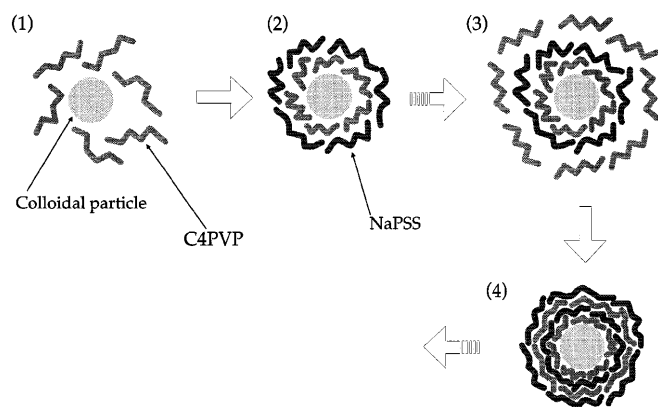 (1)
(2)
(3)
Colloidal particle
C4PVP
NaPSS
(4)